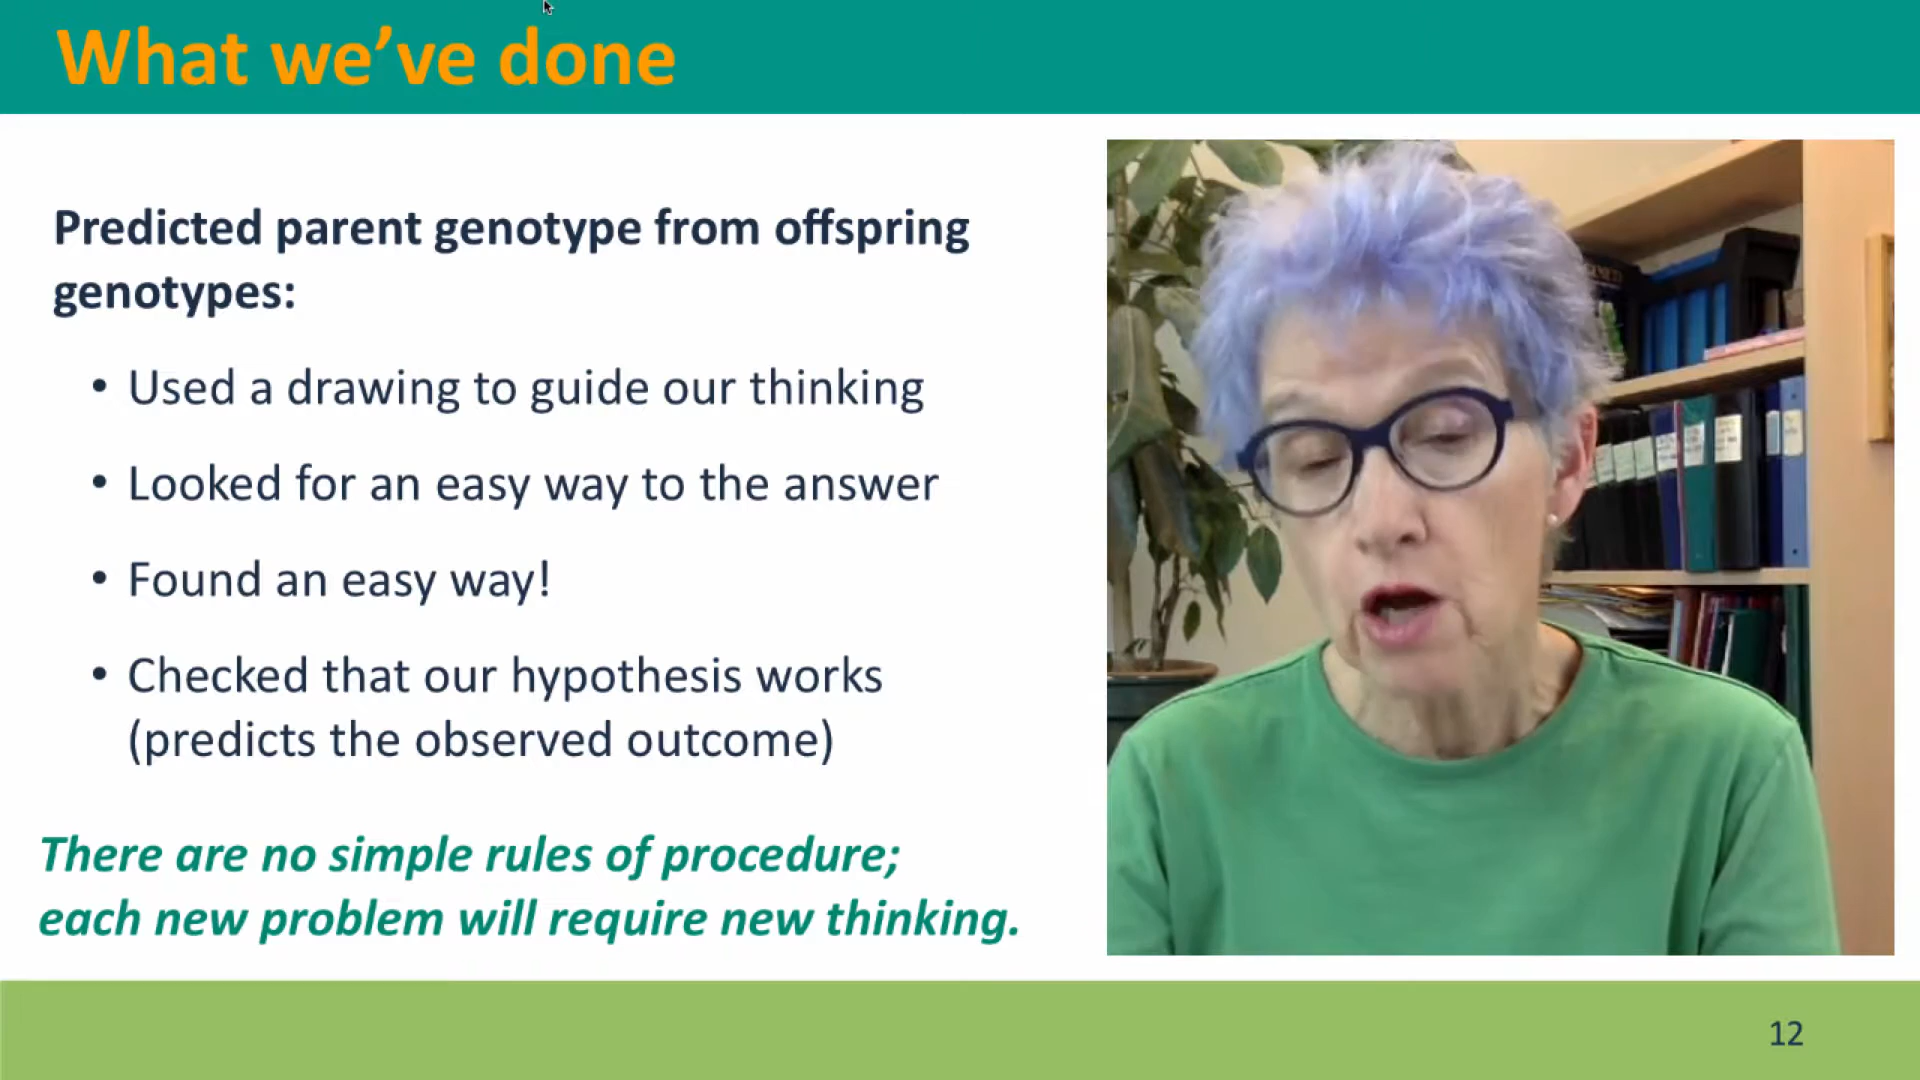 What we've done
Predicted parent genotype from offspring
genotypes:
• Used a drawing to guide our thinking
• Looked for an easy way to the answer
• Found an easy way!
• Checked that our hypothesis works
(predicts the observed outcome)
There are no simple rules of procedure;
each new problem will require new thinking.
12